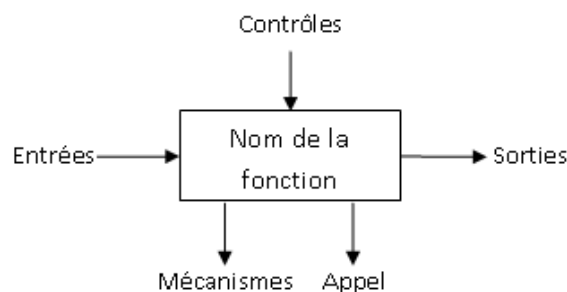 Contrôles
Entrées
Nom de la
fonction
Sorties
Mécanismes Appel